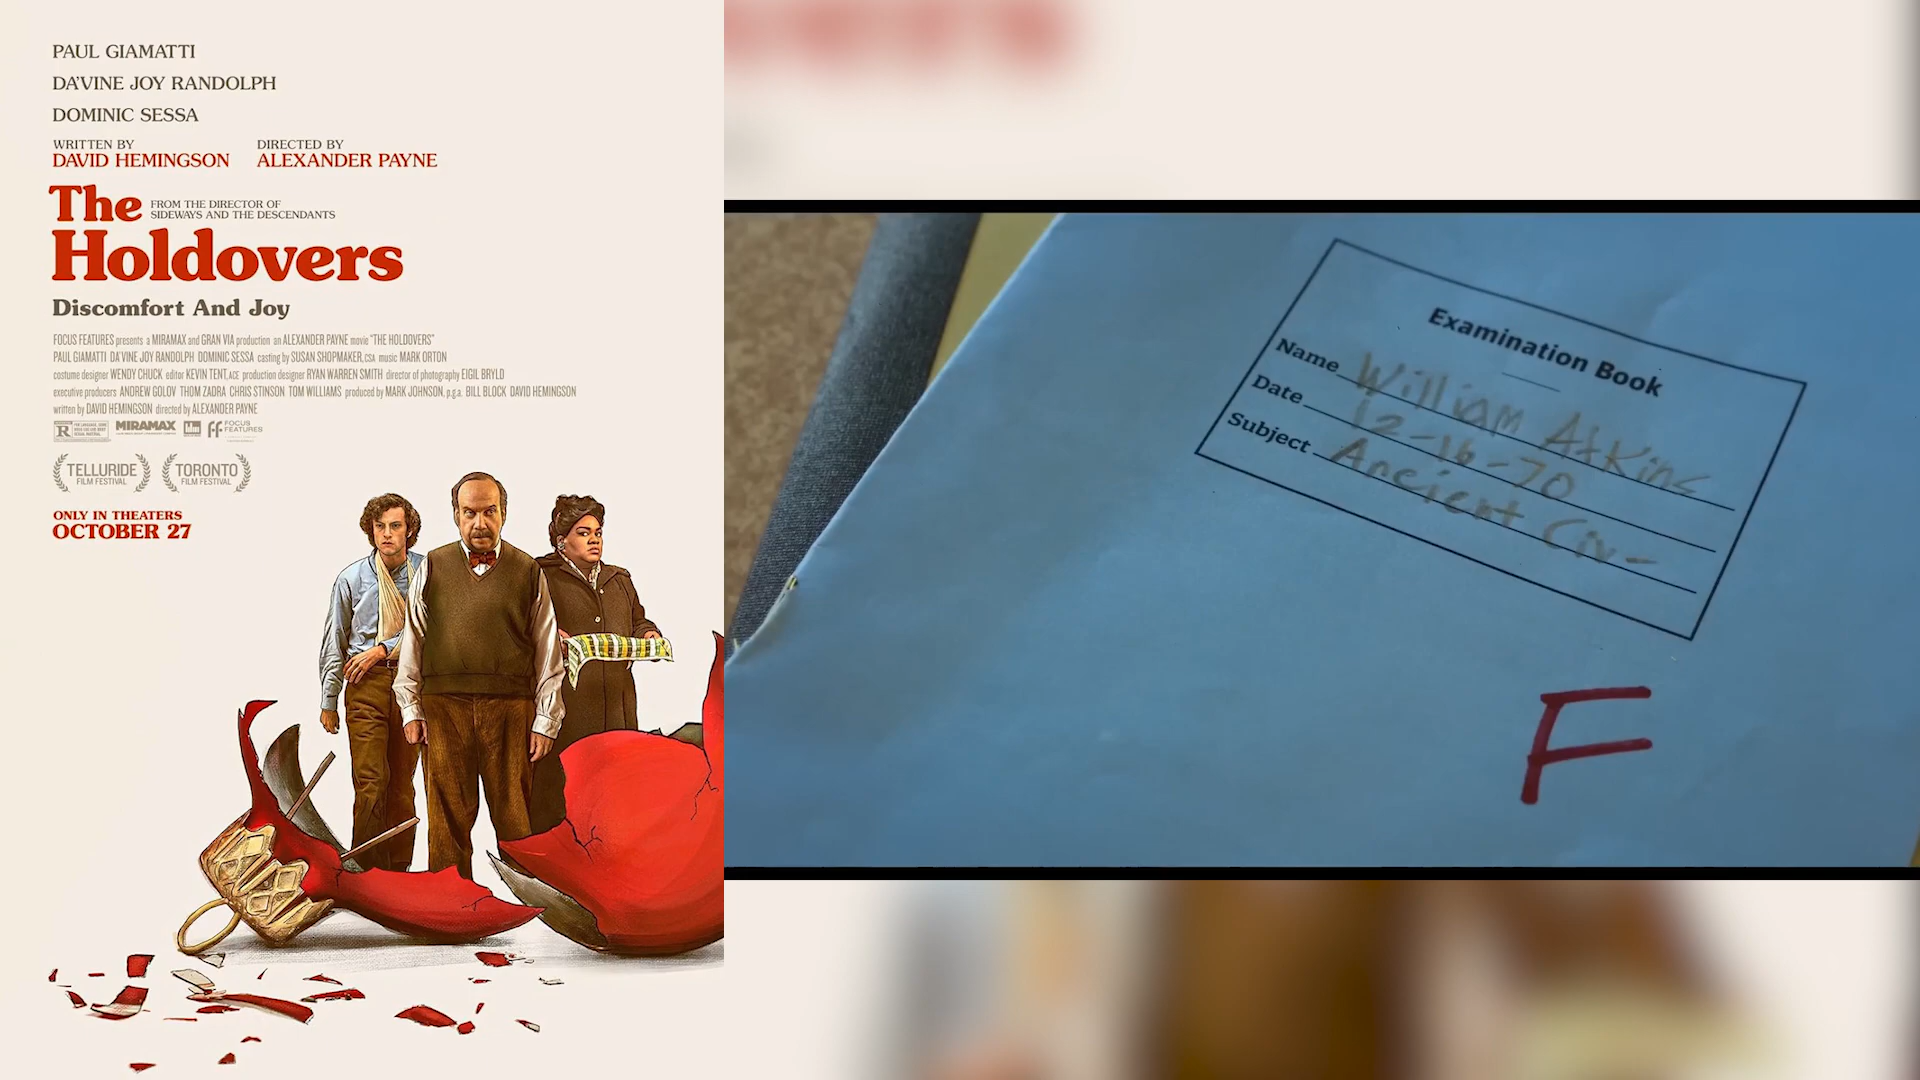 PAUL GIAMATTI
DA'VINE JOY RANDOLPH
DOMINIC SESSA
WRITTEN BY DIRECTED BY
DAVID HEMINGSON ALEXANDER PAYNE
The
FROM THE DIRECTOR OF
SIDEWAYS AND THE DESCENDANTS
Holdovers
Discomfort And Joy
FOCUS FEATURES presents a MIRAMAX and GRAN VIA production an ALEXANDER PAYNE movie "THE HOLDOVERS"
PAUL GIAMATTI DA'VINE JOY RANDOLPH DOMINIC SESSA casting by SUSAN SHOPMAKER, CSA music MARK ORTON
costume designer WENDY CHUCK editor KEVIN TENT, ACE production designer RYAN WARREN SMITH director of photography EIGIL BRYLD
executive producers ANDREW GOLOV THOM ZADRA CHRIS STINSON TOM WILLIAMS produced by MARK JOHNSON, p.g.a. BILL BLOCK DAVID HEMINGSON
written by DAVID HEMINGSON directed by ALEXANDER PAYNE
R MIRAMAX FOCUS FEATURES
TELLURIDE TORONTO
FILM FESTIVAL FILM FESTIVAL
ONLY IN THEATERS
OCTOBER 27
Examination Book
Name William Atkins
Date 12-16-70
Subject Ancient Civ-
F